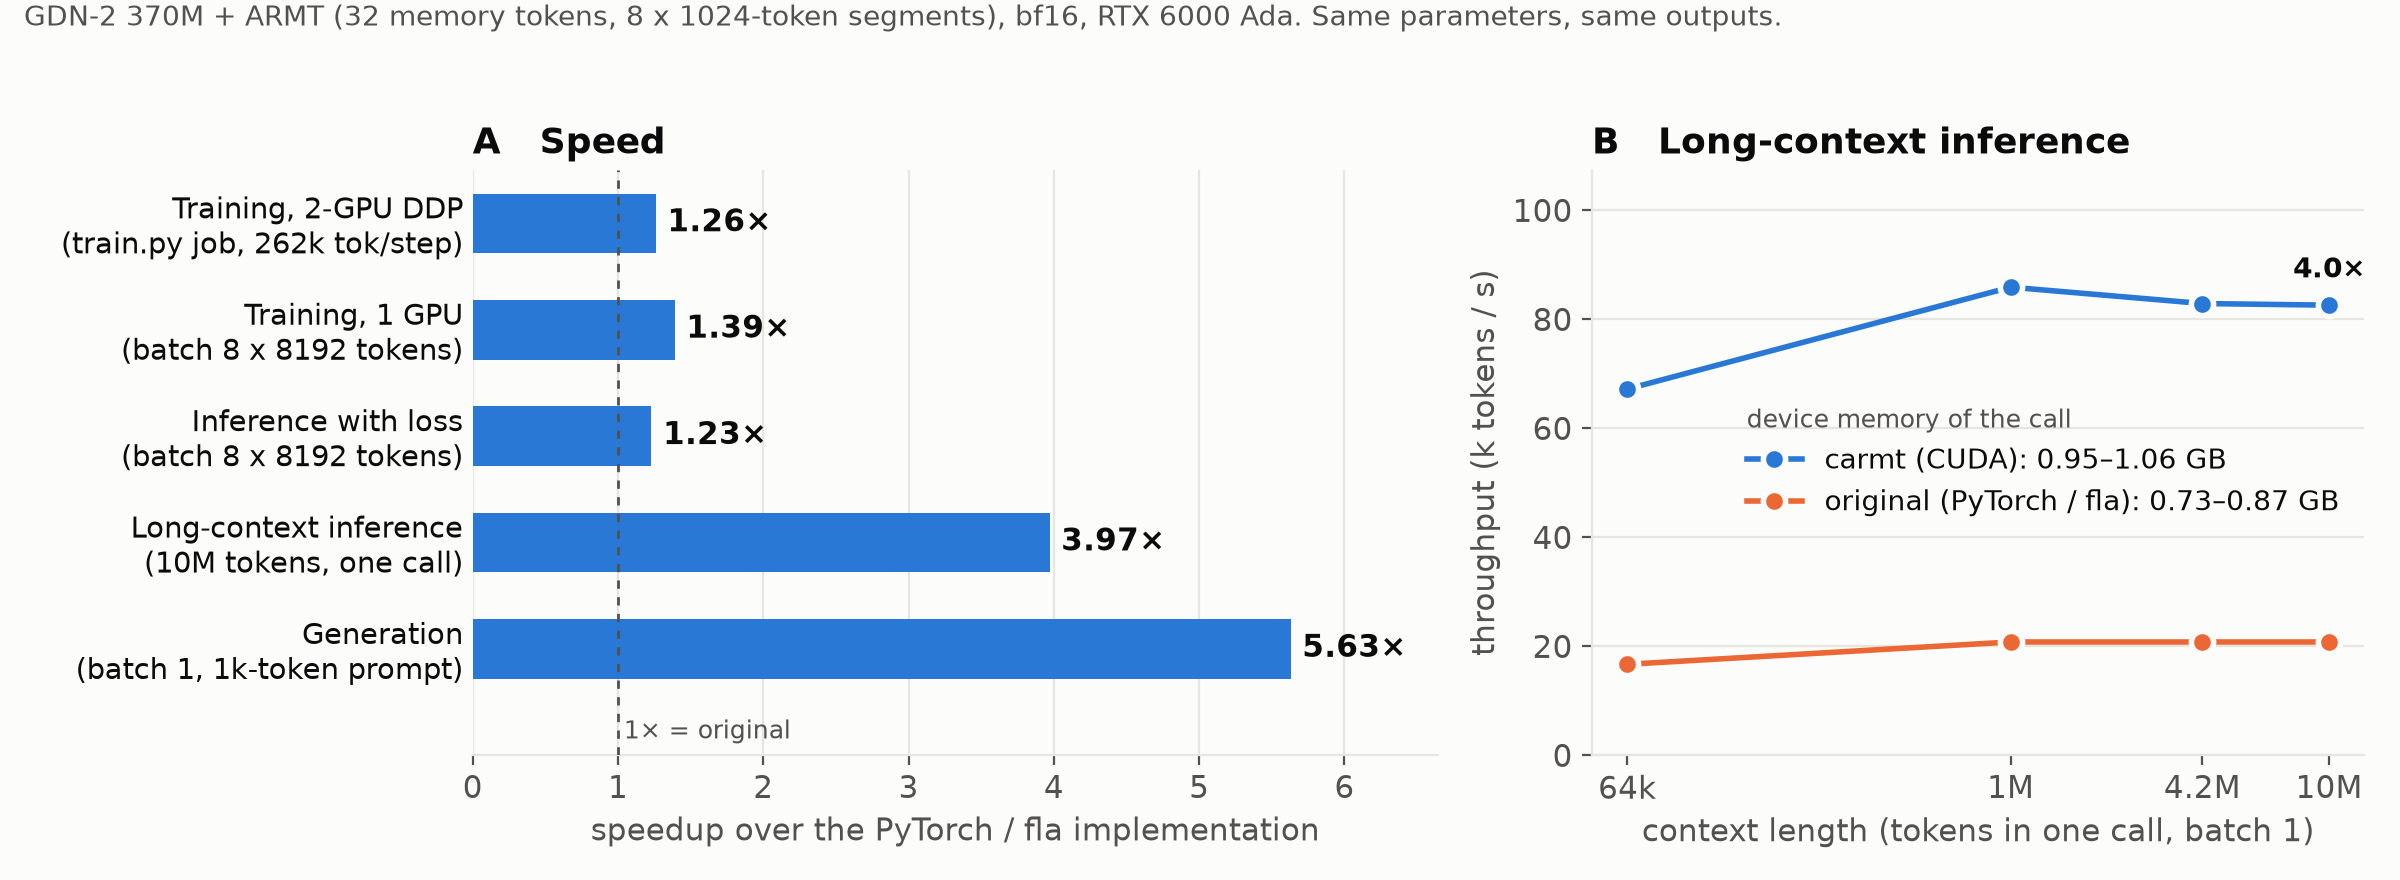 GDN-2 370M + ARMT (32 memory tokens, 8 x 1024-token segments), bf16, RTX 6000 Ada. Same parameters, same outputs.
A Speed
Training, 2-GPU DDP
(train.py job, 262k tok/step)
1.26×
Training, 1 GPU
(batch 8 x 8192 tokens)
1.39×
Inference with loss
(batch 8 x 8192 tokens)
1.23×
Long-context inference
(10M tokens, one call)
3.97×
Generation
(batch 1, 1k-token prompt)
5.63×
1× = original
0 1 2 3 4 5 6
speedup over the PyTorch / fla implementation
B Long-context inference
throughput (k tokens / s)
100
80
60
40
20
0
4.0×
device memory of the call
carmt (CUDA): 0.95–1.06 GB
original (PyTorch / fla): 0.73–0.87 GB
64k 1M 4.2M 10M
context length (tokens in one call, batch 1)